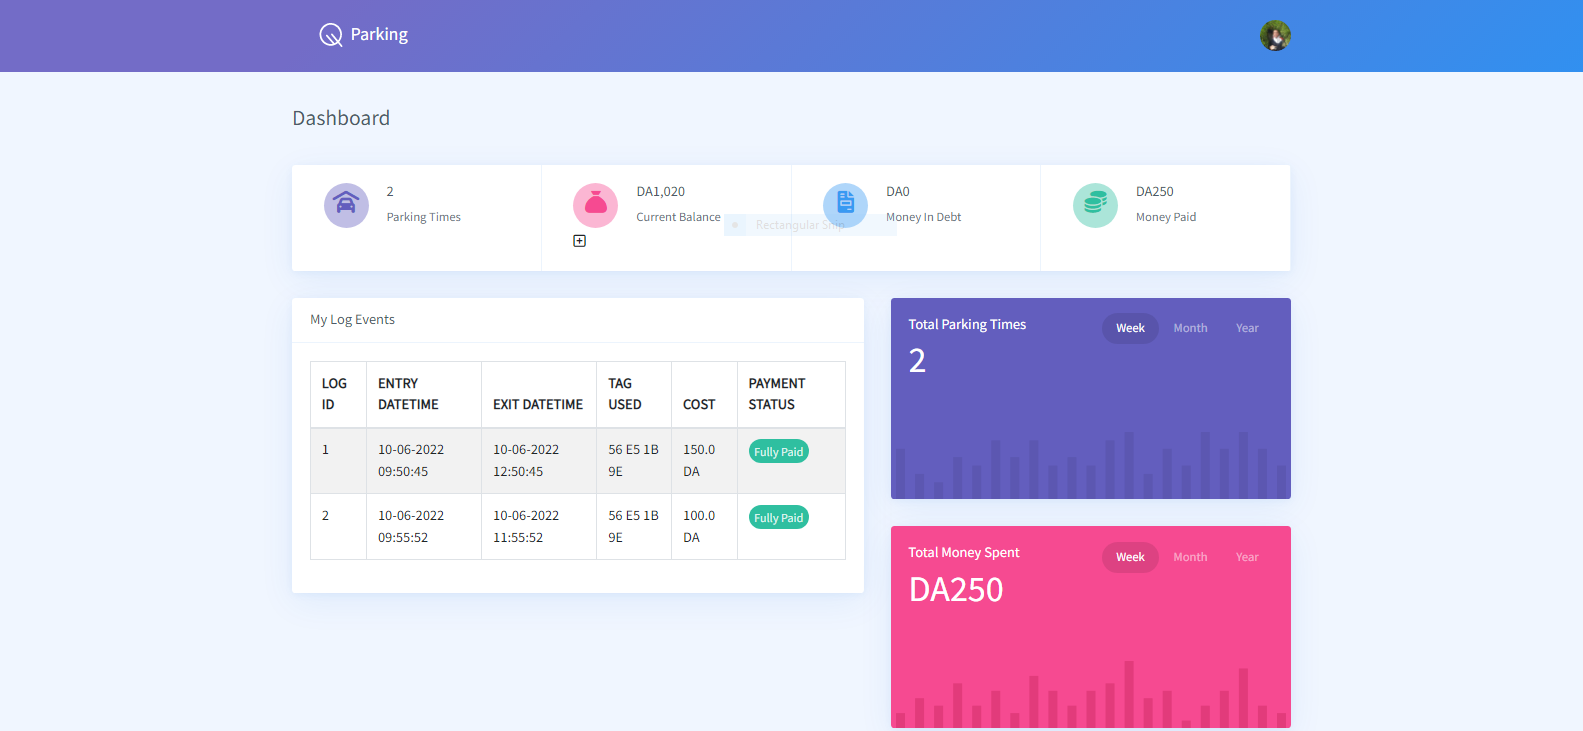 Parking
Dashboard
2
Parking Times
DA1,020
Current Balance
DA0
Money In Debt
DA250
Money Paid
Rectangular Snip
My Log Events
LOG ID
ENTRY DATETIME
EXIT DATETIME
TAG USED
COST
PAYMENT STATUS
1
10-06-2022 09:50:45
10-06-2022 12:50:45
56 E5 1B 9E
150.0 DA
Fully Paid
2
10-06-2022 09:55:52
10-06-2022 11:55:52
56 E5 1B 9E
100.0 DA
Fully Paid
Total Parking Times
Week Month Year
2
Total Money Spent
Week Month Year
DA250